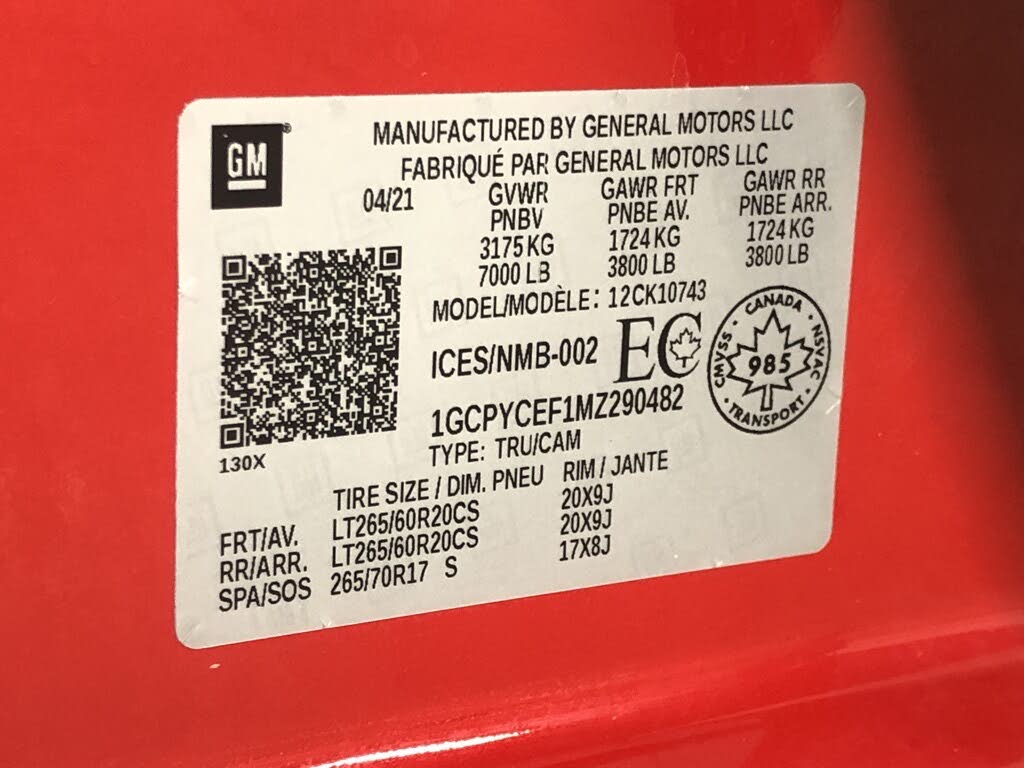 GM
MANUFACTURED BY GENERAL MOTORS LLC
FABRIQUÉ PAR GENERAL MOTORS LLC
04/21 GVWR GAWR FRT GAWR RR
PNBV PNBE AV. PNBE ARR.
3175 KG 1724 KG 1724 KG
7000 LB 3800 LB 3800 LB
MODEL/MODÈLE: 12CK10743
ICES/NMB-002 EC
CANADA
CMVSS · 985 · NSVAC
TRANSPORT
1GCPYCEF1MZ290482
TYPE: TRU/CAM
130X
TIRE SIZE / DIM. PNEU RIM / JANTE
FRT/AV. LT265/60R20CS 20X9J
RR/ARR. LT265/60R20CS 20X9J
SPA/SOS 265/70R17 S 17X8J